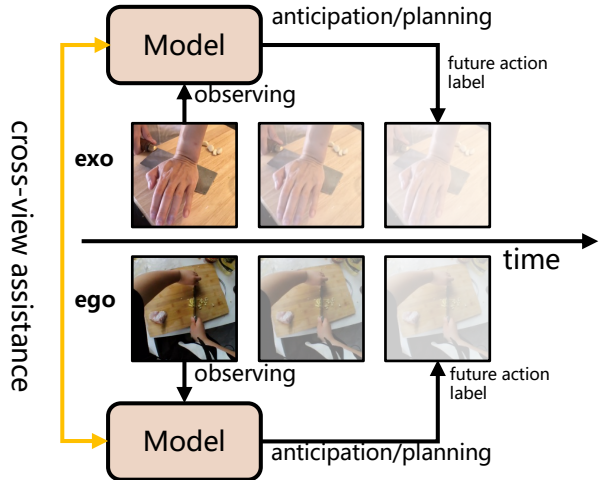 anticipation/planning
Model
future action
label
observing
exo
cross-view assistance
time
ego
observing
future action
label
Model
anticipation/planning